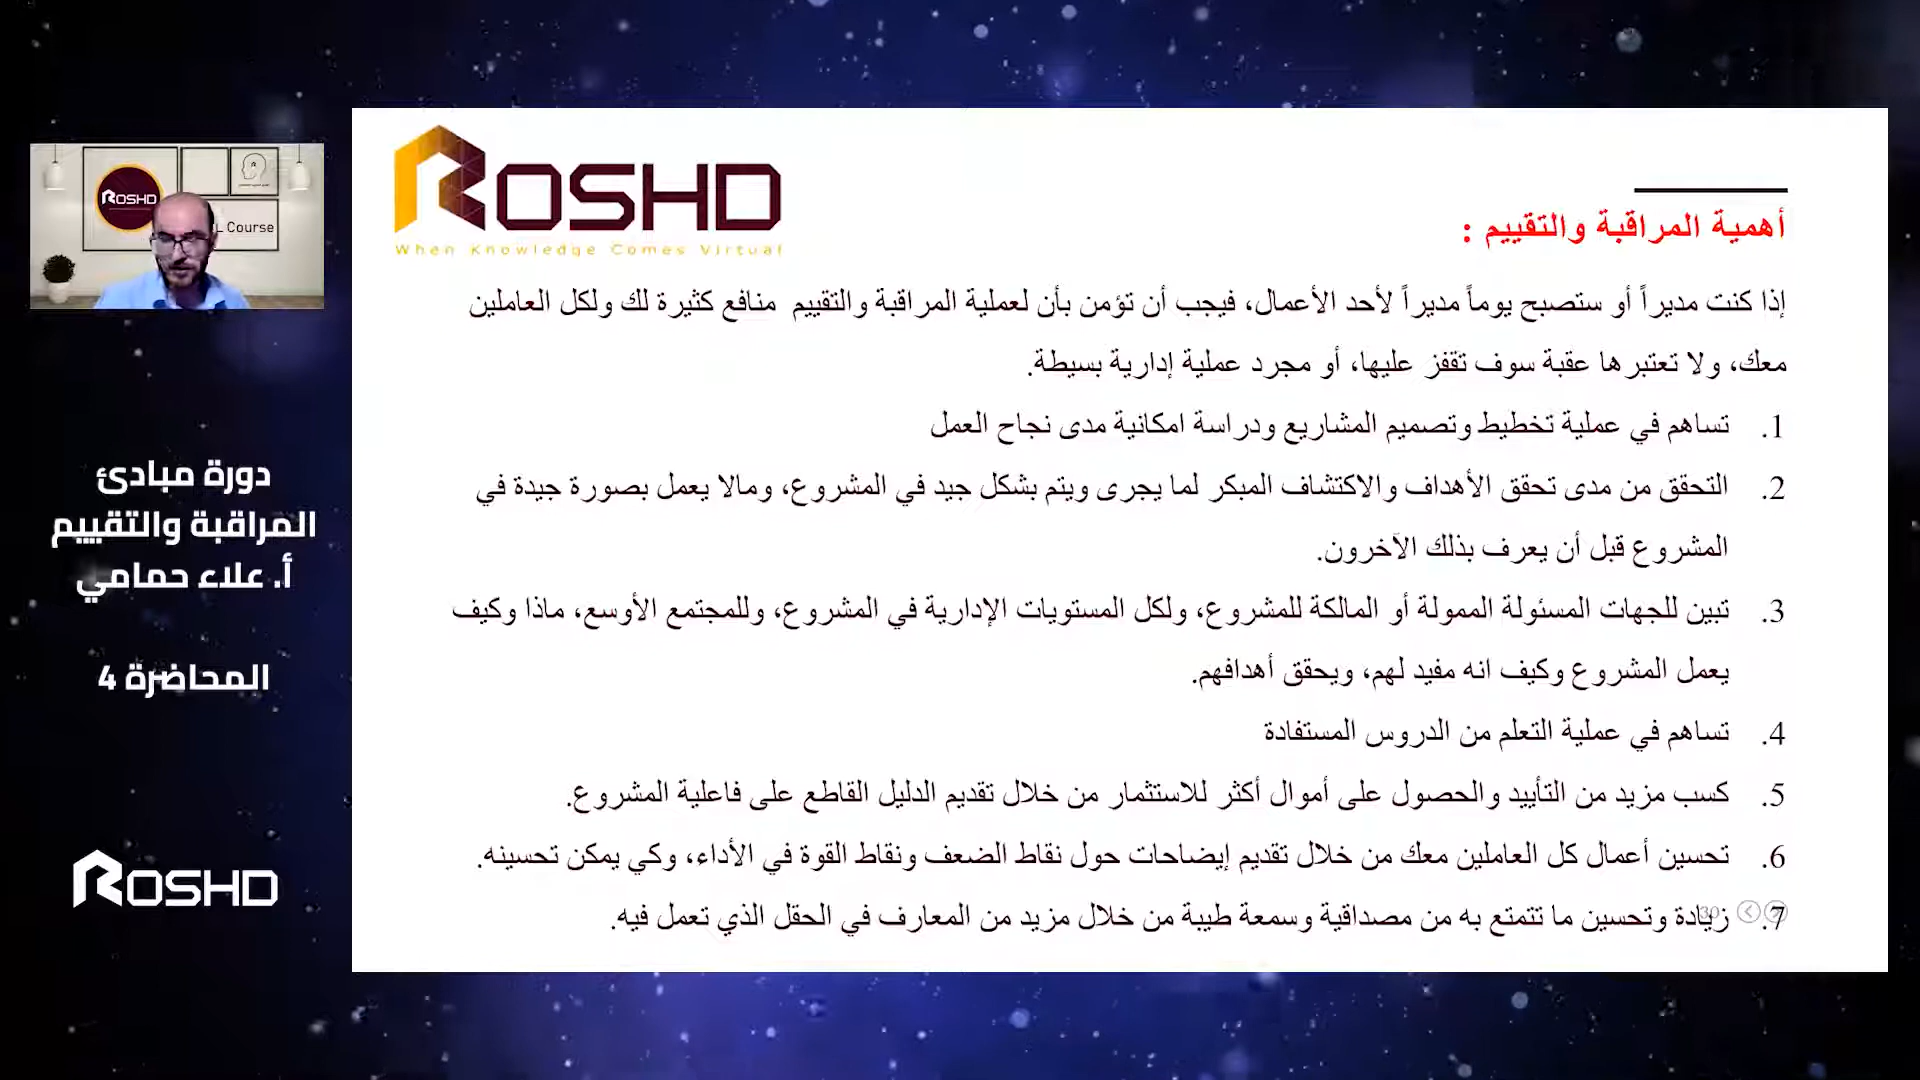 ROSHD
When Knowledge Comes Virtual
أهمية المراقبة والتقييم :
إذا كنت مديراً أو ستصبح يوماً مديراً لأحد الأعمال، فيجب أن تؤمن بأن لعملية المراقبة والتقييم منافع كثيرة لك ولكل العاملين
معك، ولا تعتبرها عقبة سوف تقفز عليها، أو مجرد عملية إدارية بسيطة.
1. تساهم في عملية تخطيط وتصميم المشاريع ودراسة امكانية مدى نجاح العمل
2. التحقق من مدى تحقق الأهداف والاكتشاف المبكر لما يجرى ويتم بشكل جيد في المشروع، ومالا يعمل بصورة جيدة في
المشروع قبل أن يعرف بذلك الآخرون.
3. تبين للجهات المسئولة الممولة أو المالكة للمشروع، ولكل المستويات الإدارية في المشروع، وللمجتمع الأوسع، ماذا وكيف
يعمل المشروع وكيف انه مفيد لهم، ويحقق أهدافهم.
4. تساهم في عملية التعلم من الدروس المستفادة
5. كسب مزيد من التأييد والحصول على أموال أكثر للاستثمار من خلال تقديم الدليل القاطع على فاعلية المشروع.
6. تحسين أعمال كل العاملين معك من خلال تقديم إيضاحات حول نقاط الضعف ونقاط القوة في الأداء، وكي يمكن تحسينه.
7. زيادة وتحسين ما تتمتع به من مصداقية وسمعة طيبة من خلال مزيد من المعارف في الحقل الذي تعمل فيه.
30
ROSHD
Course
دورة مبادئ
المراقبة والتقييم
أ. علاء حمامي
المحاضرة 4
ROSHD